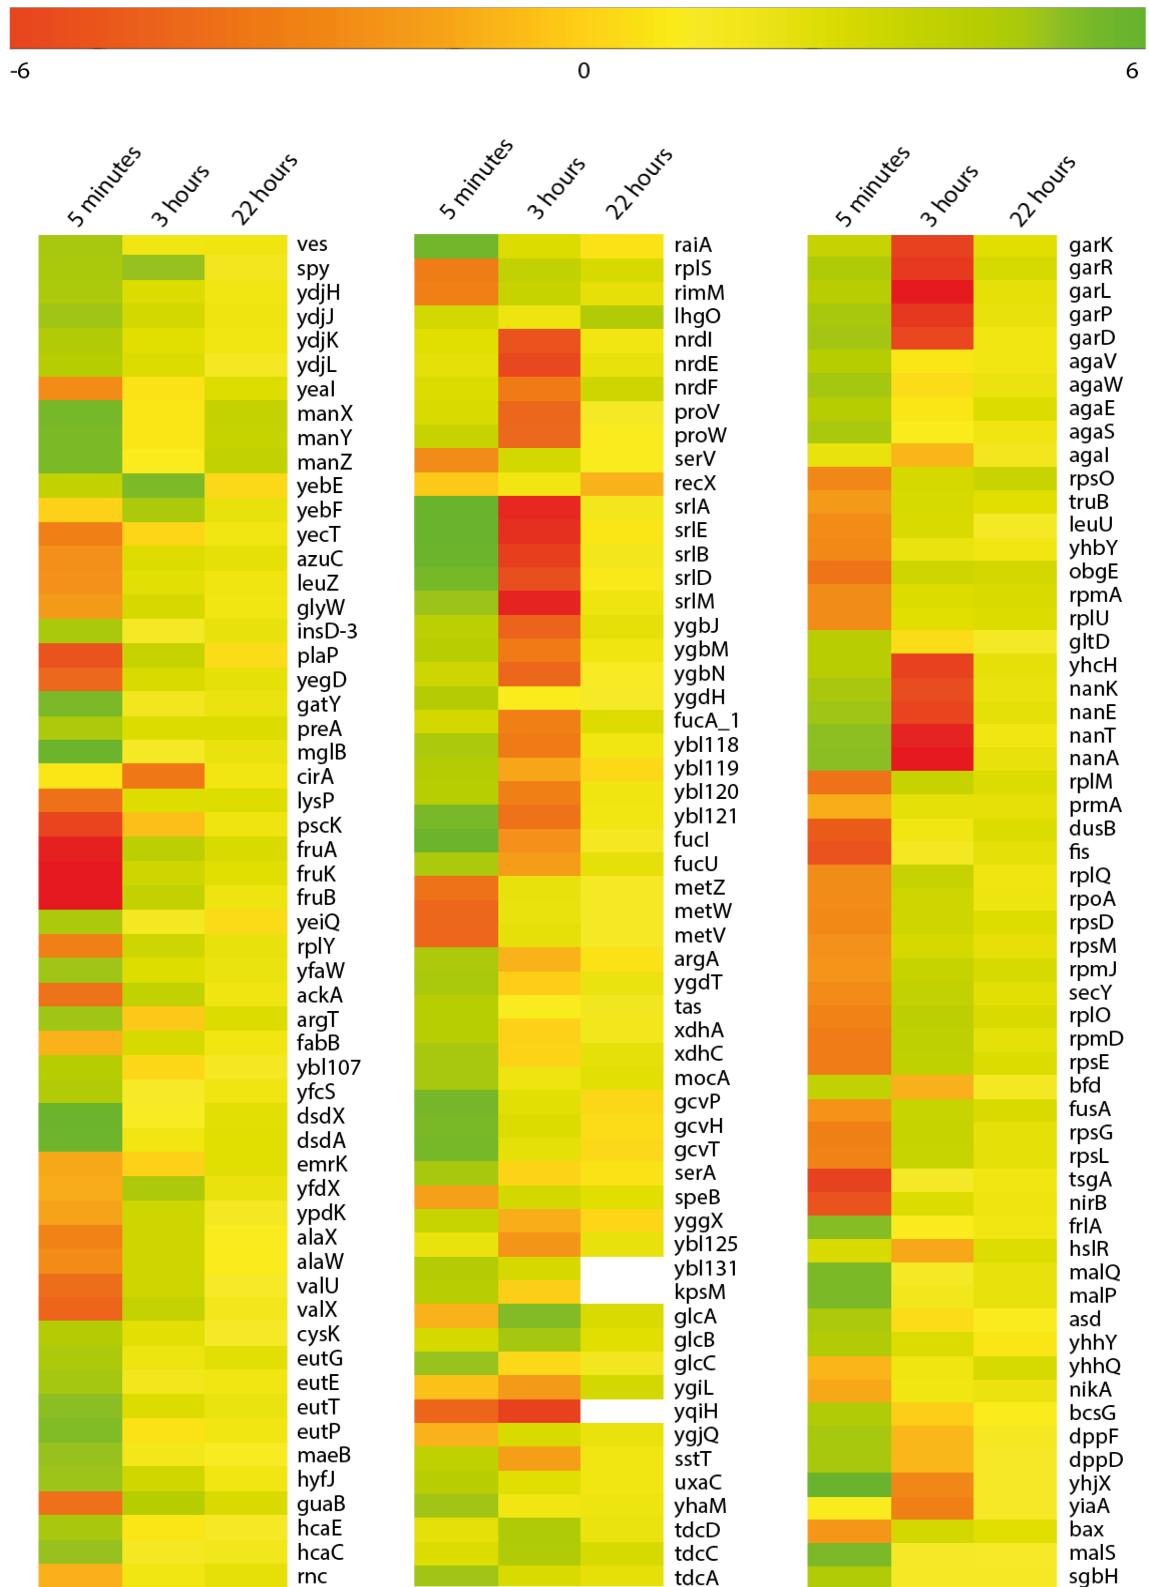 -6 0 6
5 minutes 3 hours 22 hours
ves
spy
ydjH
ydjJ
ydjK
ydjL
yeaI
manX
manY
manZ
yebE
yebF
yecT
azuC
leuZ
glyW
insD-3
plaP
yegD
gatY
preA
mglB
cirA
lysP
pscK
fruA
fruK
fruB
yeiQ
rplY
yfaW
ackA
argT
fabB
ybl107
yfcS
dsdX
dsdA
emrK
yfdX
ypdK
alaX
alaW
valU
valX
cysK
eutG
eutE
eutT
eutP
maeB
hyfJ
guaB
hcaE
hcaC
rnc
5 minutes 3 hours 22 hours
raiA
rplS
rimM
lhgO
nrdI
nrdE
nrdF
proV
proW
serV
recX
srlA
srlE
srlB
srlD
srlM
ygbJ
ygbM
ygbN
ygdH
fucA_1
ybl118
ybl119
ybl120
ybl121
fucI
fucU
metZ
metW
metV
argA
ygdT
tas
xdhA
xdhC
mocA
gcvP
gcvH
gcvT
serA
speB
yggX
ybl125
ybl131
kpsM
glcA
glcB
glcC
ygiL
yqiH
ygjQ
sstT
uxaC
yhaM
tdcD
tdcC
tdcA
5 minutes 3 hours 22 hours
garK
garR
garL
garP
garD
agaV
agaW
agaE
agaS
agaI
rpsO
truB
leuU
yhbY
obgE
rpmA
rplU
gltD
yhcH
nanK
nanE
nanT
nanA
rplM
prmA
dusB
fis
rplQ
rpoA
rpsD
rpsM
rpmJ
secY
rplO
rpmD
rpsE
bfd
fusA
rpsG
rpsL
tsgA
nirB
frlA
hslR
malQ
malP
asd
yhhY
yhhQ
nikA
bcsG
dppF
dppD
yhjX
yiaA
bax
malS
sgbH